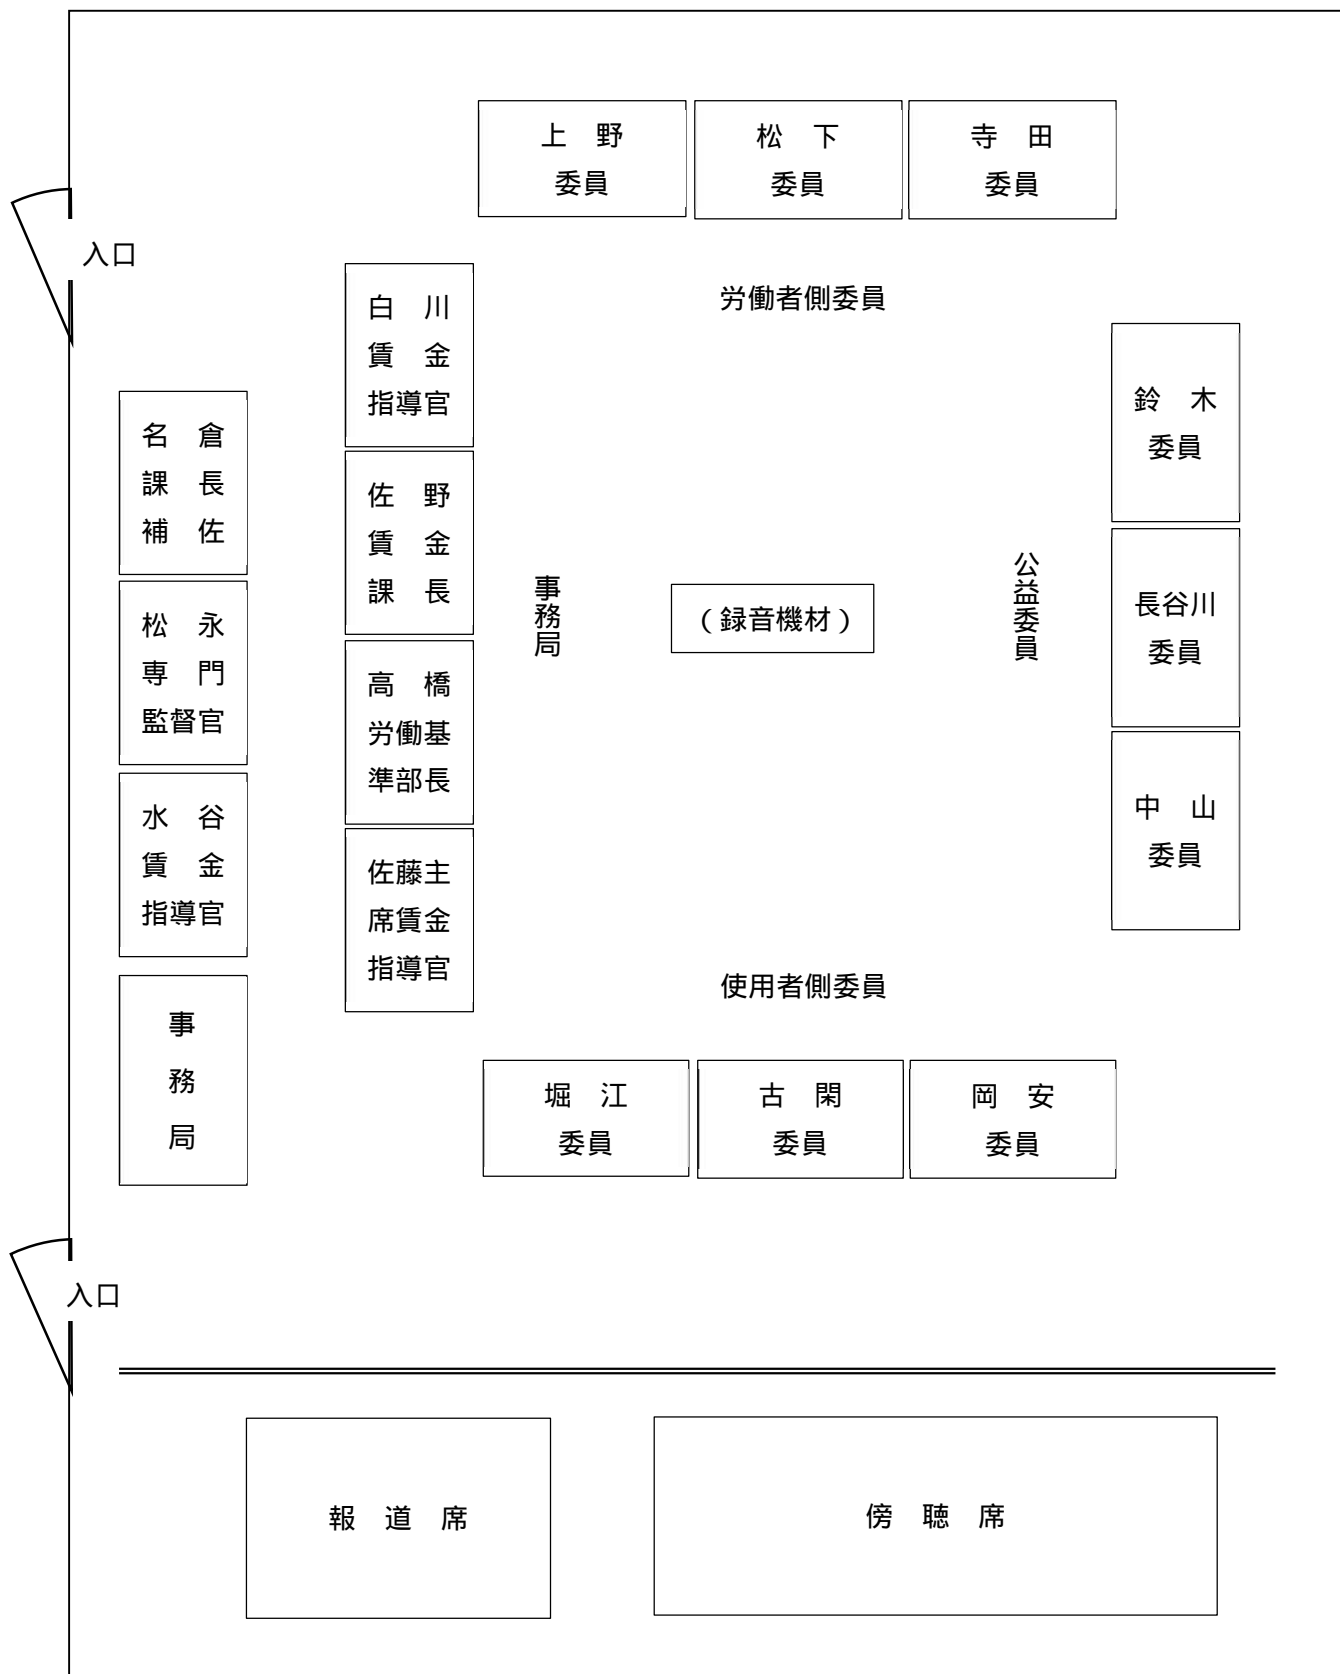 上　野
委員
松　下
委員
寺　田
委員
入口
白　川
賃　金
指導官
労働者側委員
鈴　木
委員
名　倉
課　長
補　佐
佐　野
賃　金
課　長
事務局
（録音機材）
公益委員
長谷川
委員
松　永
専　門
監督官
高　橋
労働基
準部長
中　山
委員
水　谷
賃　金
指導官
佐藤主
席賃金
指導官
使用者側委員
事
務
局
堀　江
委員
古　閑
委員
岡　安
委員
入口
報　道　席
傍　聴　席